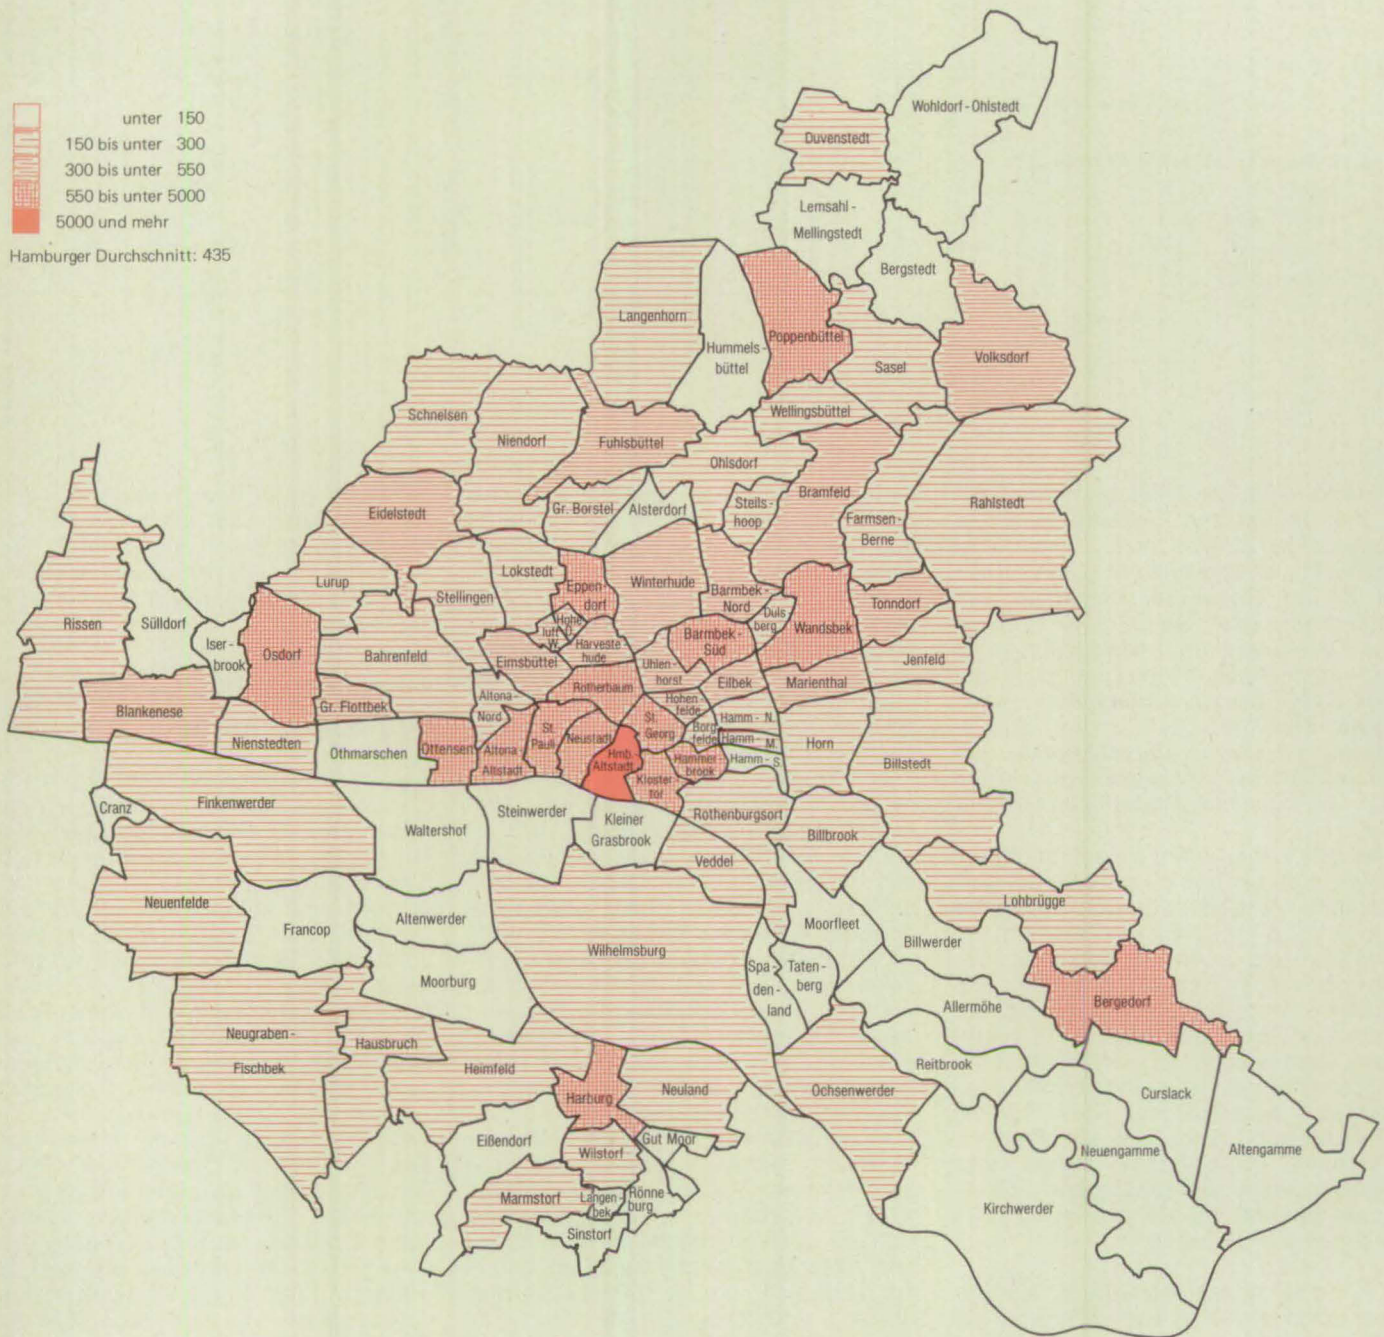 unter 150
150 bis unter 300
300 bis unter 550
550 bis unter 5000
5000 und mehr
Hamburger Durchschnitt: 435
Wohldorf - Ohlstedt
Duvenstedt
Lemsahl -
Mellingstedt
Bergstedt
Langenhorn
Hummels -
büttel
Poppenbüttel
Sasel
Volksdorf
Wellingsbüttel
Schnelsen
Niendorf
Fuhlsbüttel
Ohlsdorf
Bramfeld
Rahlstedt
Eidelstedt
Gr. Borstel
Alsterdorf
Steils -
hoop
Farmsen -
Berne
Lurup
Stellingen
Lokstedt
Eppen -
dorf
Winterhude
Barmbek -
Nord
Duls -
berg
Wandsbek
Tonndorf
Rissen
Sülldorf
Iser -
brook
Osdorf
Bahrenfeld
Eimsbüttel
Hohe -
luft
O.
W.
Harveste -
hude
Barmbek -
Süd
Uhlen -
horst
Eilbek
Marienthal
Jenfeld
Blankenese
Gr. Flottbek
Altona -
Nord
Rotherbaum
Hohen -
felde
Nienstedten
Othmarschen
Ottensen
Altona -
Altstadt
St.
Pauli
Neustadt
Hmb. -
Altstadt
St.
Georg
Borg -
felde
Hamm - N.
Hamm - M.
Hamm - S.
Horn
Billstedt
Kloster -
tor
Hammer -
brook
Finkenwerder
Cranz
Waltershof
Steinwerder
Kleiner
Grasbrook
Rothenburgsort
Billbrook
Veddel
Neuenfelde
Francop
Altenwerder
Moorburg
Wilhelmsburg
Moorfleet
Billwerder
Lohbrügge
Spa -
den -
land
Taten -
berg
Allermöhe
Bergedorf
Neugraben -
Fischbek
Hausbruch
Heimfeld
Harburg
Neuland
Ochsenwerder
Reitbrook
Curslack
Eißendorf
Wilstorf
Gut Moor
Neuengamme
Altengamme
Marmstorf
Langen -
bek
Rönne -
burg
Sinstorf
Kirchwerder